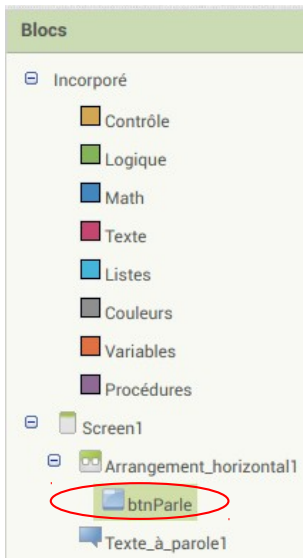 Blocs
Incorporé
Contrôle
Logique
Math
Texte
Listes
Couleurs
Variables
Procédures
Screen1
Arrangement_horizontal1
btnParle
Texte_à_parole1